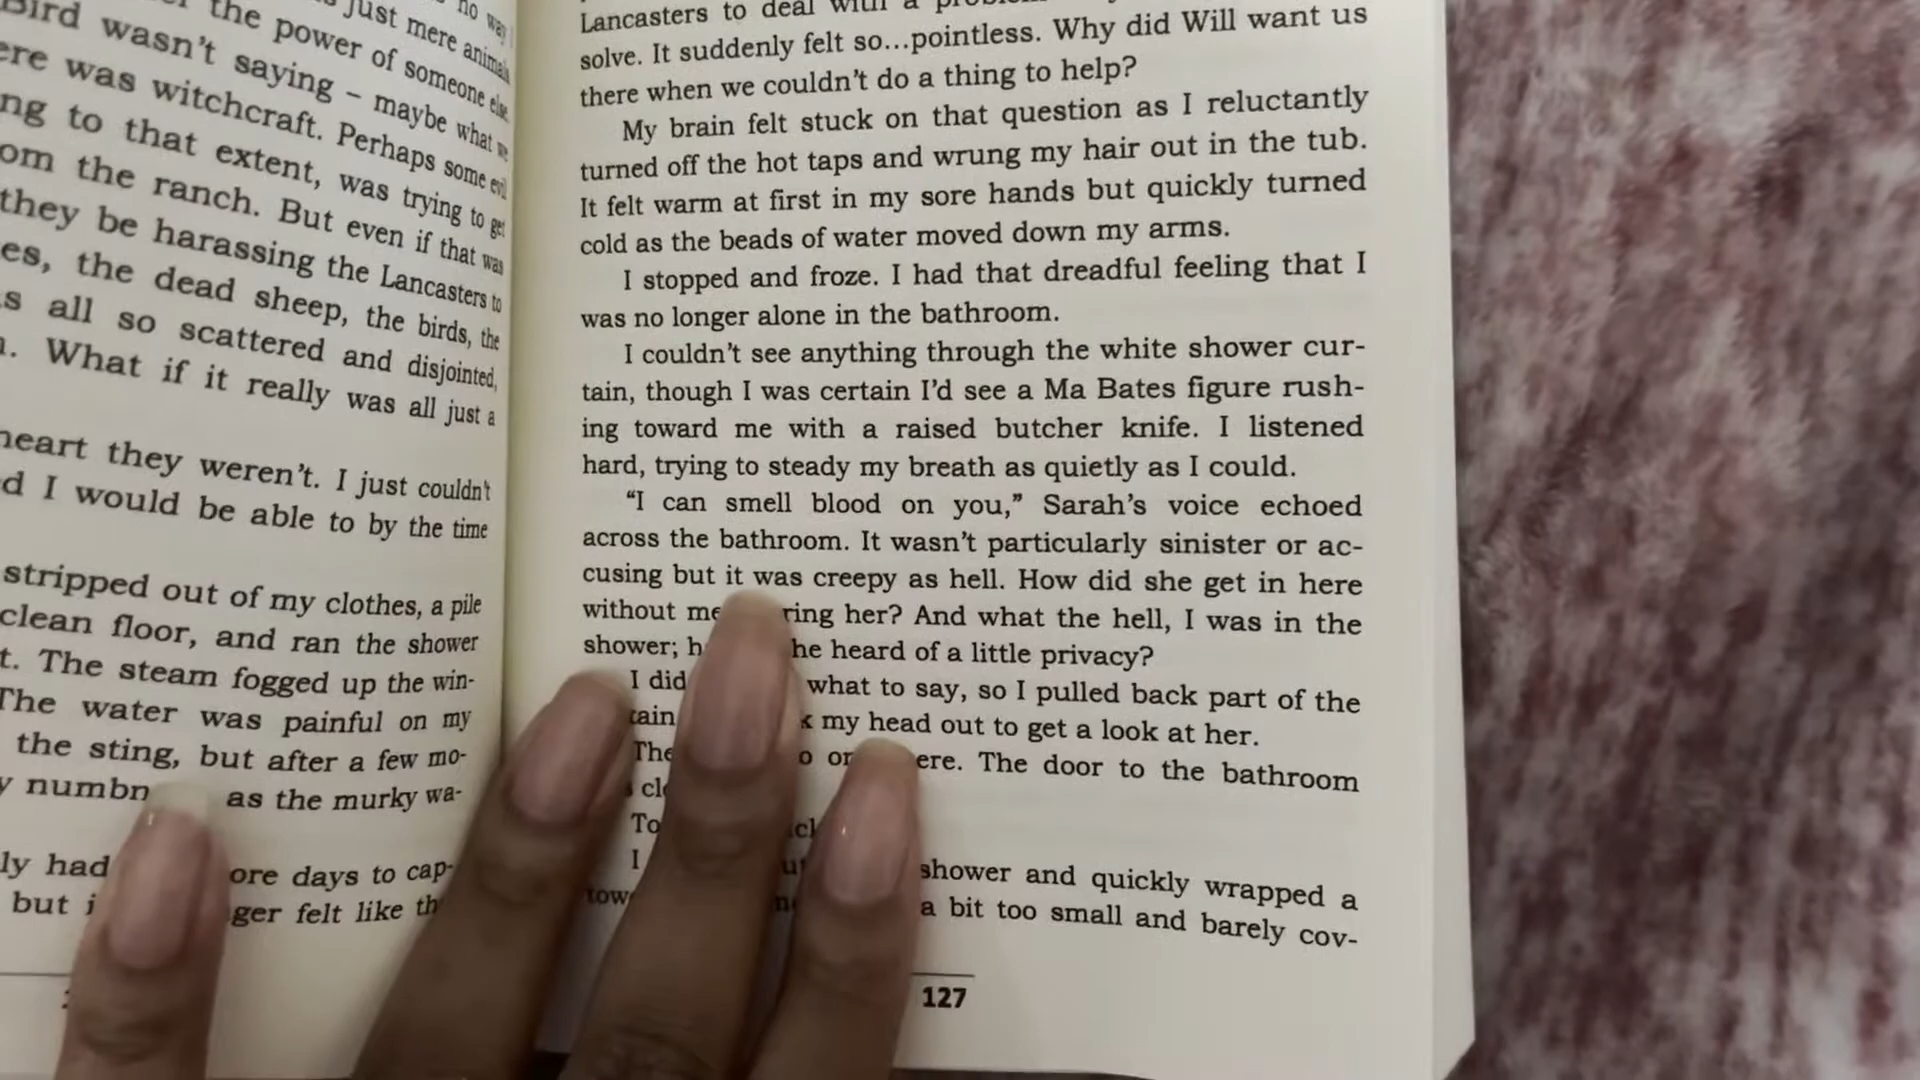 no way
just mere animals
the power of someone else.
Bird wasn't saying – maybe what we
ere was witchcraft. Perhaps some evil
ng to that extent, was trying to get
om the ranch. But even if that was
they be harassing the Lancasters to
es, the dead sheep, the birds, the
s all so scattered and disjointed,
. What if it really was all just a
heart they weren't. I just couldn't
d I would be able to by the time
stripped out of my clothes, a pile
clean floor, and ran the shower
t. The steam fogged up the win-
The water was painful on my
the sting, but after a few mo-
y numbn as the murky wa-
ly had ore days to cap-
but i ger felt like th
Lancasters to deal with a
solve. It suddenly felt so...pointless. Why did Will want us
there when we couldn't do a thing to help?
My brain felt stuck on that question as I reluctantly
turned off the hot taps and wrung my hair out in the tub.
It felt warm at first in my sore hands but quickly turned
cold as the beads of water moved down my arms.
I stopped and froze. I had that dreadful feeling that I
was no longer alone in the bathroom.
I couldn't see anything through the white shower cur-
tain, though I was certain I'd see a Ma Bates figure rush-
ing toward me with a raised butcher knife. I listened
hard, trying to steady my breath as quietly as I could.
“I can smell blood on you,” Sarah's voice echoed
across the bathroom. It wasn't particularly sinister or ac-
cusing but it was creepy as hell. How did she get in here
without me ring her? And what the hell, I was in the
shower; h he heard of a little privacy?
I did what to say, so I pulled back part of the
tain k my head out to get a look at her.
The o o ere. The door to the bathroom
clo
To
I shower and quickly wrapped a
tow a bit too small and barely cov-
127